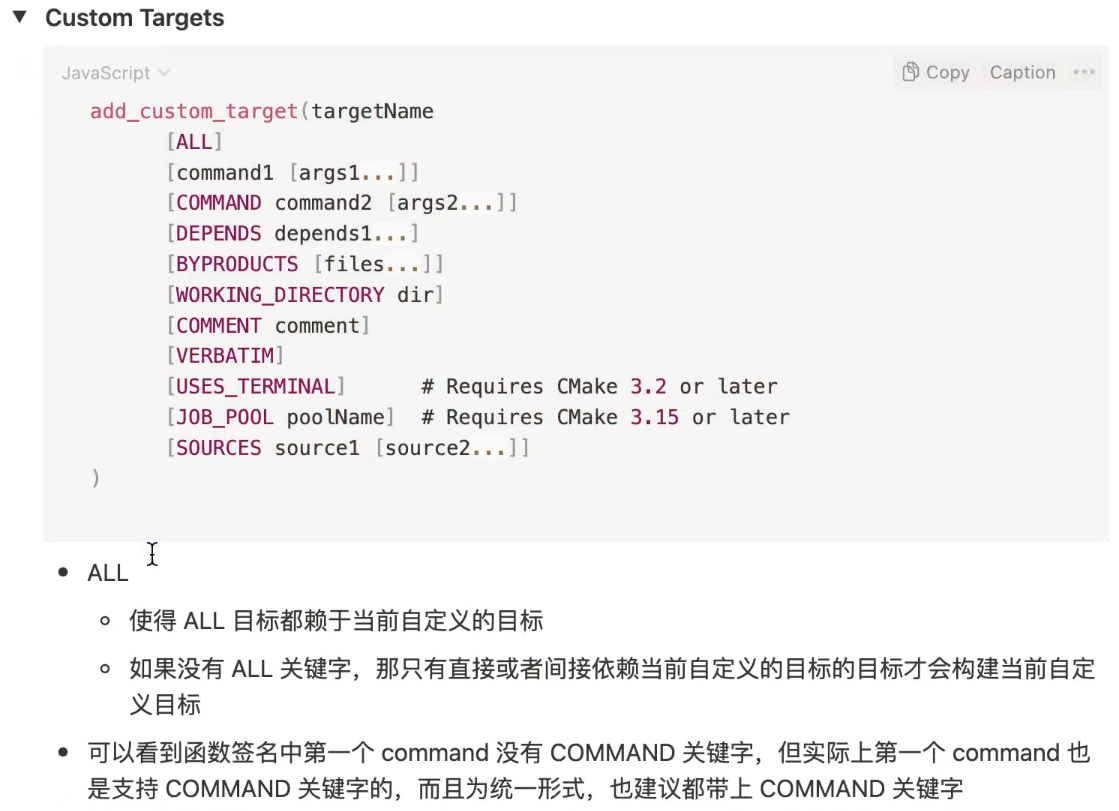 Custom Targets
JavaScript Copy Caption
add_custom_target(targetName
[ALL]
[command1 [args1...]]
[COMMAND command2 [args2...]]
[DEPENDS depends1...]
[BYPRODUCTS [files...]]
[WORKING_DIRECTORY dir]
[COMMENT comment]
[VERBATIM]
[USES_TERMINAL] # Requires CMake 3.2 or later
[JOB_POOL poolName] # Requires CMake 3.15 or later
[SOURCES source1 [source2...]]
)
ALL
使得 ALL 目标都赖于当前自定义的目标
如果没有 ALL 关键字，那只有直接或者间接依赖当前自定义的目标的目标才会构建当前自定
义目标
可以看到函数签名中第一个 command 没有 COMMAND 关键字，但实际上第一个 command 也
是支持 COMMAND 关键字的，而且为统一形式，也建议都带上 COMMAND 关键字